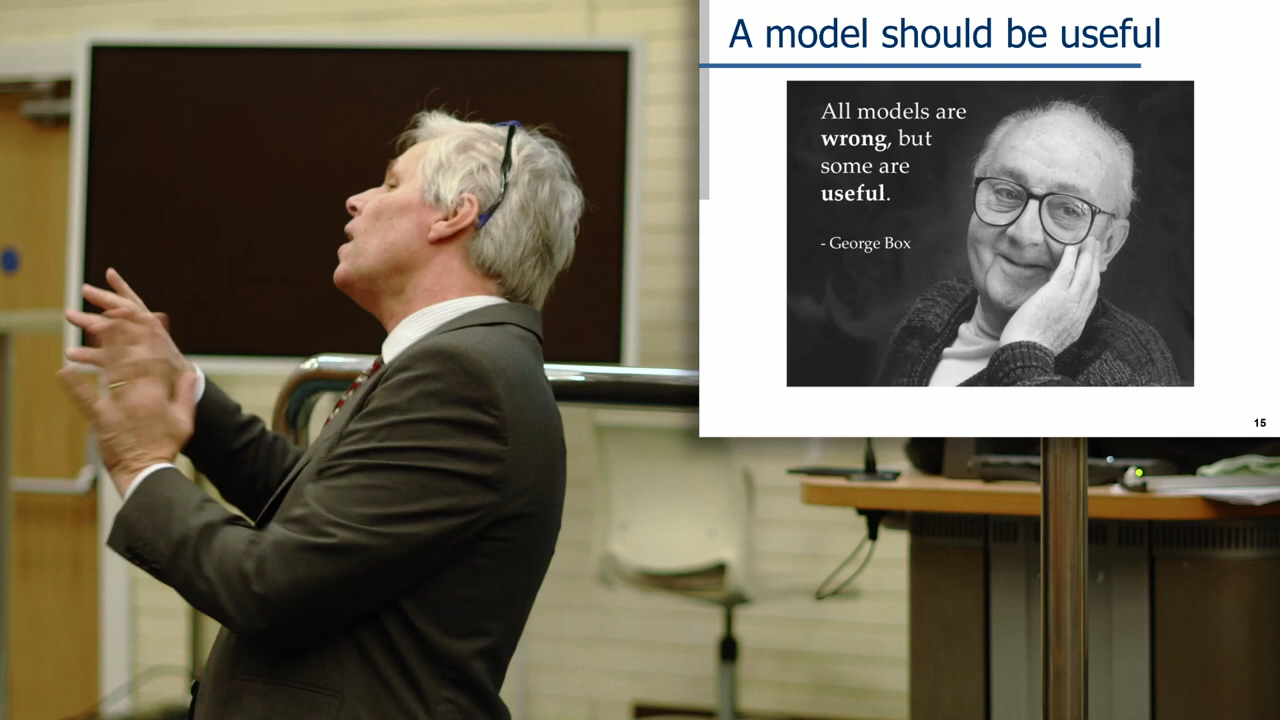 A model should be useful
All models are
wrong, but
some are
useful.
- George Box
15